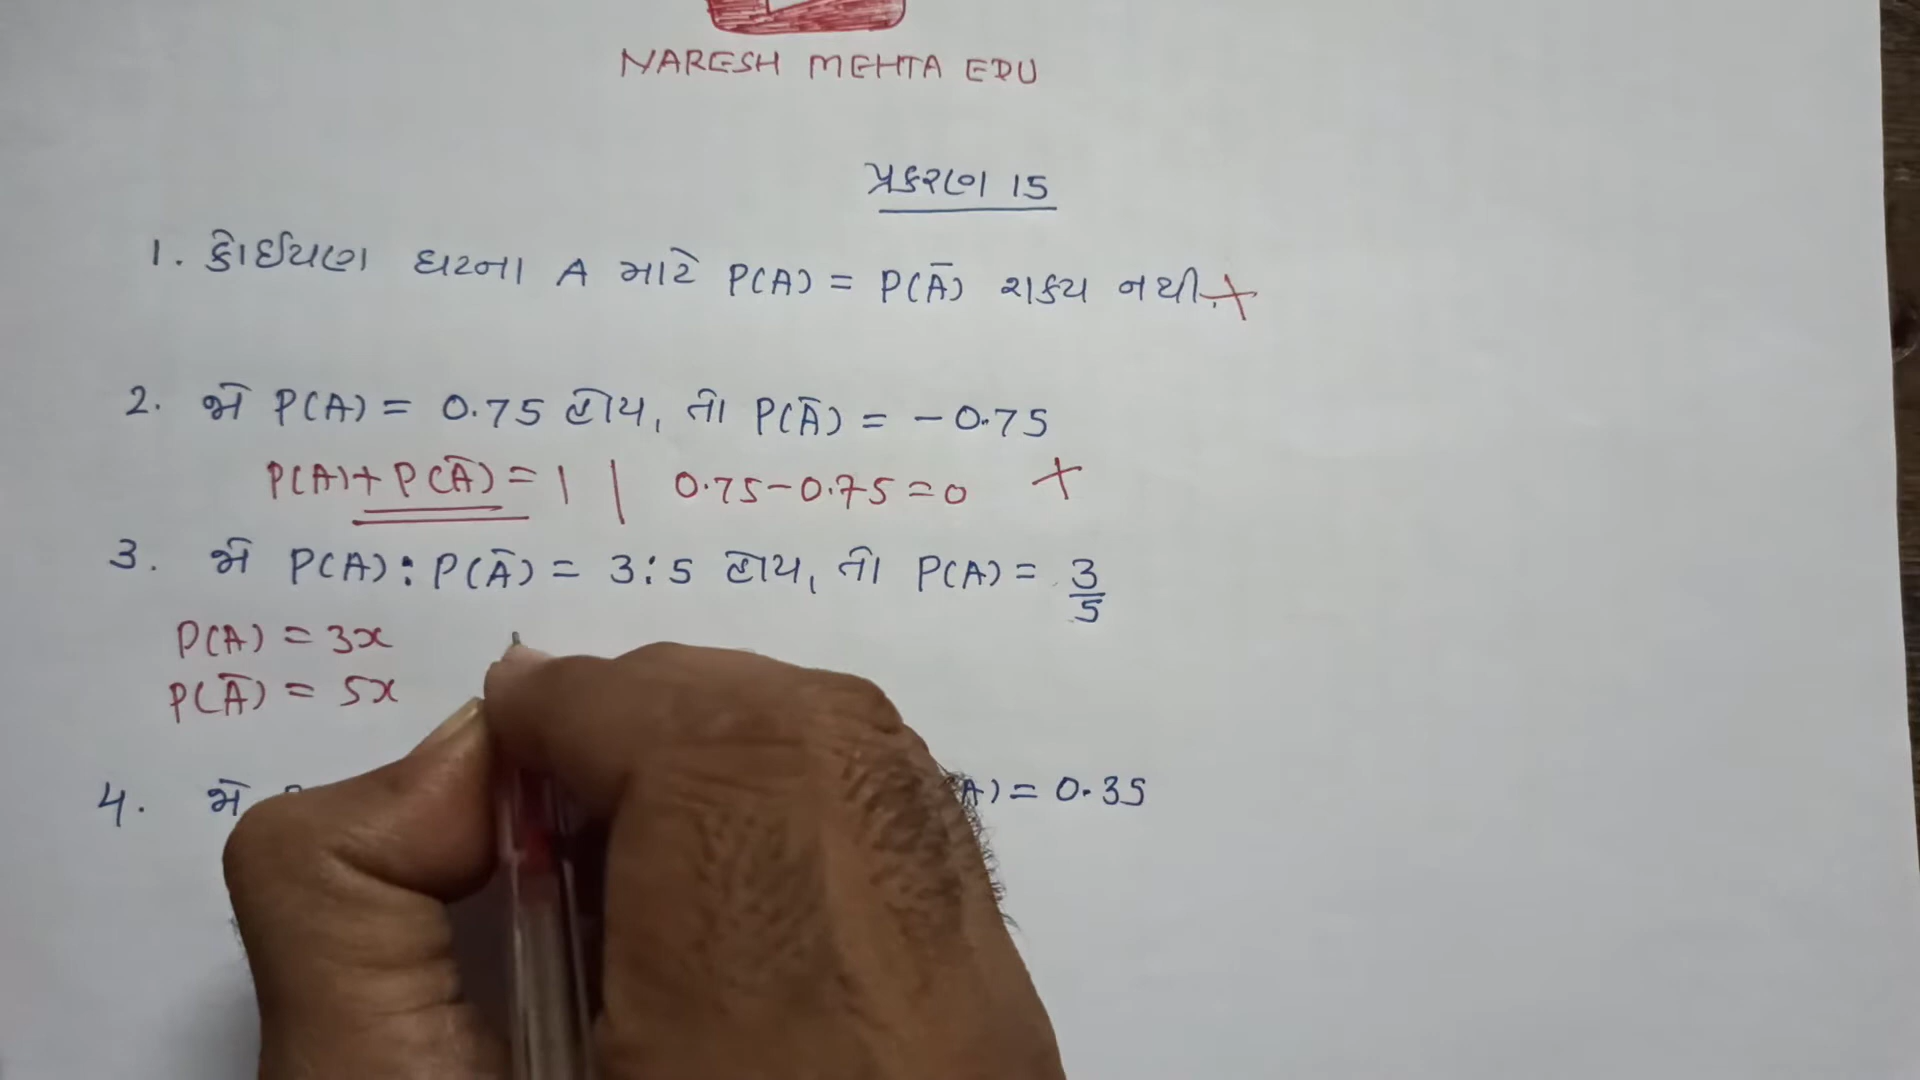 NARESH MEHTA EDU
પ્રકરણ 15
1. કોઈપણ ઘટના A માટે P(A) = P(Ā) શક્ય નથી. ×
2. જો P(A) = 0.75 હોય, તો P(Ā) = -0.75
P(A) + P(Ā) = 1 | 0.75-0.75=0 ×
3. જો P(A) : P(Ā) = 3:5 હોય, તો P(A) = 3/5
P(A) = 3x
P(Ā) = 5x
4. જો A) = 0.35